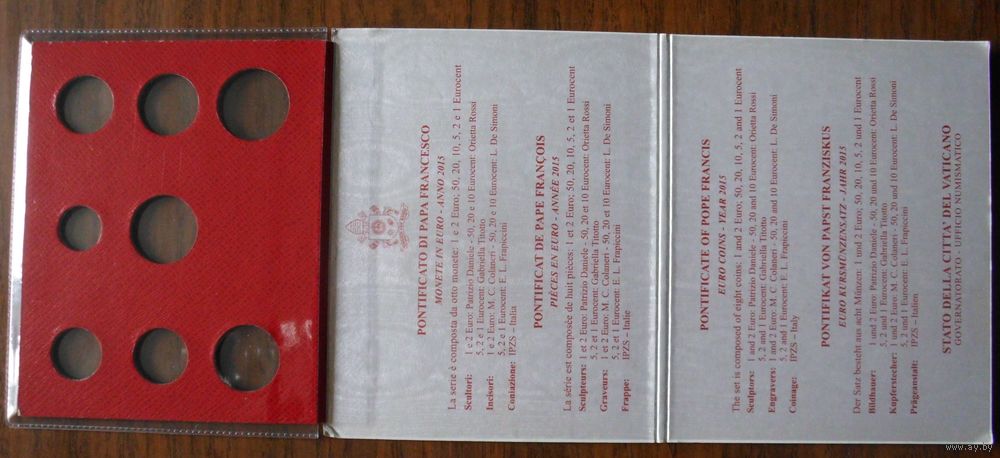 PONTIFICATO DI PAPA FRANCESCO
MONETE IN EURO - ANNO 2015
La serie è composta da otto monete: 1 e 2 Euro; 50, 20, 10, 5, 2 e 1 Eurocent
Scultori: 1 e 2 Euro: Patrizio Daniele - 50, 20 e 10 Eurocent: Orietta Rossi
5, 2 e 1 Eurocent: Gabriella Titotto
Incisori: 1 e 2 Euro: M. C. Colaneri - 50, 20 e 10 Eurocent: L. De Simoni
5, 2 e 1 Eurocent: E. L. Frapiccini
Coniazione: IPZS – Italia
PONTIFICAT DE PAPE FRANÇOIS
PIÈCES EN EURO - ANNÉE 2015
La série est composée de huit pièces: 1 et 2 Euro; 50, 20, 10, 5, 2 et 1 Eurocent
Sculpteurs: 1 et 2 Euro: Patrizio Daniele - 50, 20 et 10 Eurocent: Orietta Rossi
5, 2 et 1 Eurocent: Gabriella Titotto
Graveurs: 1 et 2 Euro: M. C. Colaneri - 50, 20 et 10 Eurocent: L. De Simoni
5, 2 et 1 Eurocent: E. L. Frapiccini
Frappe: IPZS – Italie
PONTIFICATE OF POPE FRANCIS
EURO COINS - YEAR 2015
The set is composed of eight coins: 1 and 2 Euro; 50, 20, 10, 5, 2 and 1 Eurocent
Sculptors: 1 and 2 Euro: Patrizio Daniele - 50, 20 and 10 Eurocent: Orietta Rossi
5, 2 and 1 Eurocent: Gabriella Titotto
Engravers: 1 and 2 Euro: M. C. Colaneri - 50, 20 and 10 Eurocent: L. De Simoni
5, 2 and 1 Eurocent: E. L. Frapiccini
Coinage: IPZS – Italy
PONTIFIKAT VON PAPST FRANZISKUS
EURO KURSMÜNZENSATZ - JAHR 2015
Der Satz besteht aus acht Münzen: 1 und 2 Euro; 50, 20, 10, 5, 2 und 1 Eurocent
Bildhauer: 1 und 2 Euro: Patrizio Daniele - 50, 20 und 10 Eurocent: Orietta Rossi
5, 2 und 1 Eurocent: Gabriella Titotto
Kupferstecher: 1 und 2 Euro: M. C. Colaneri - 50, 20 und 10 Eurocent: L. De Simoni
5, 2 und 1 Eurocent: E. L. Frapiccini
Prägeanstalt: IPZS – Italien
STATO DELLA CITTA' DEL VATICANO
GOVERNATORATO - UFFICIO NUMISMATICO
www.ay.by